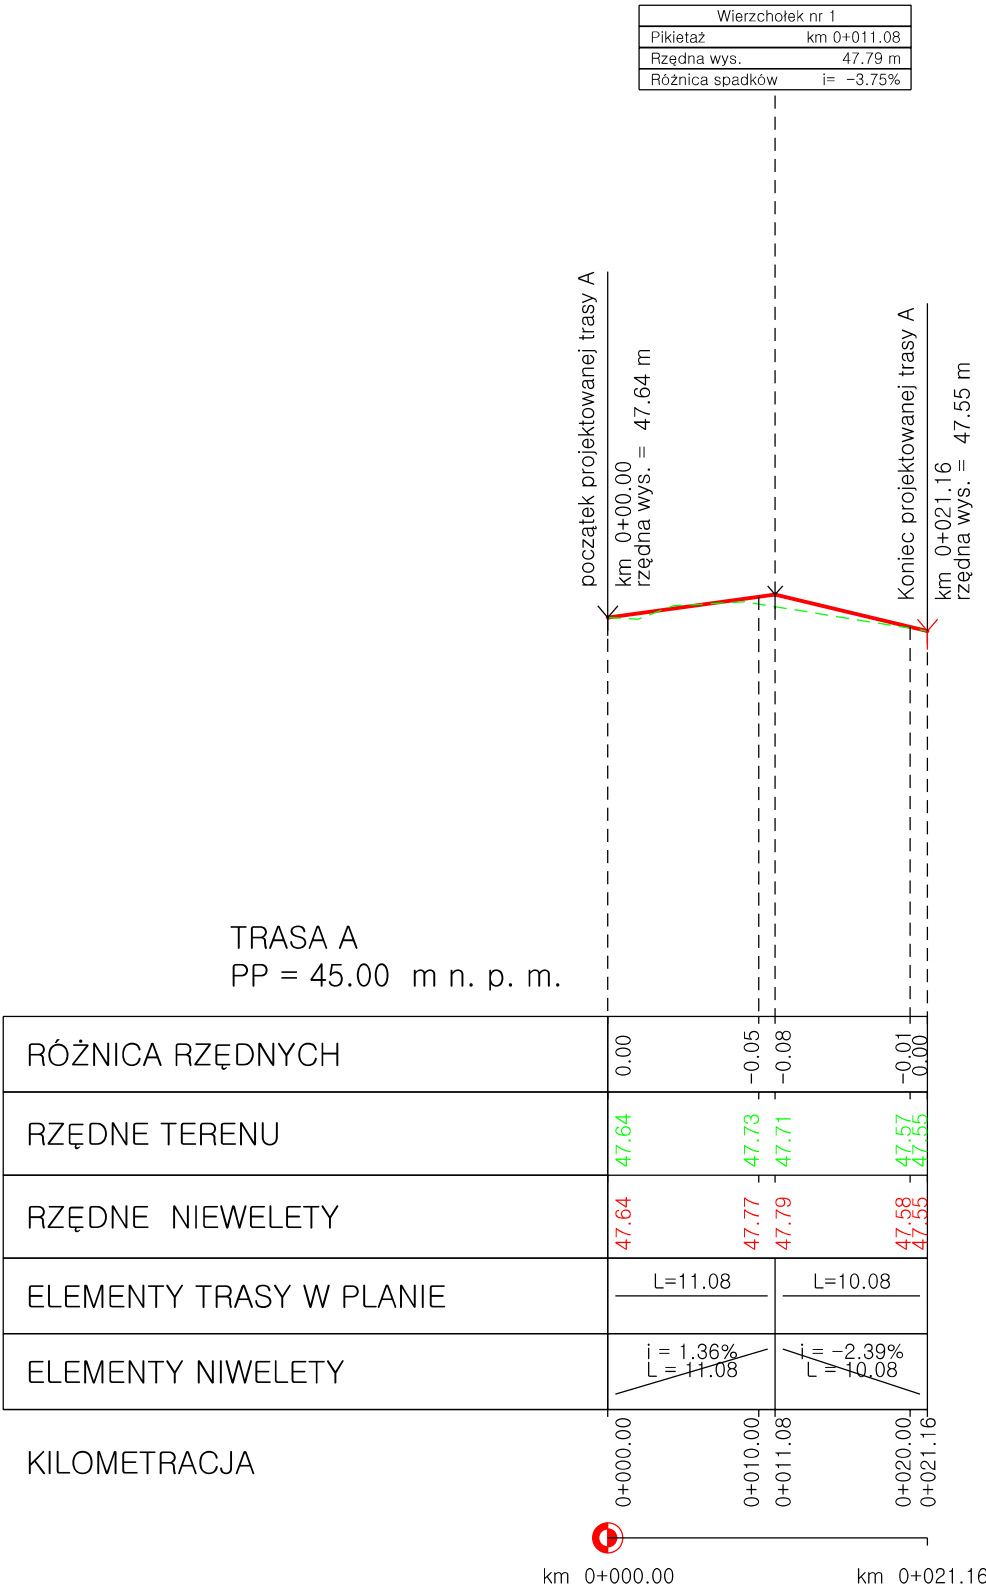 Wierzchołek nr 1
Pikietaż km 0+011.08
Rzędna wys. 47.79 m
Różnica spadków i= -3.75%
początek projektowanej trasy A
km 0+00.00
rzędna wys. = 47.64 m
Koniec projektowanej trasy A
km 0+021.16
rzędna wys. = 47.55 m
TRASA A
PP = 45.00 m n. p. m.
RÓŻNICA RZĘDNYCH 0.00 -0.05 -0.08 -0.01 0.00
RZĘDNE TERENU 47.64 47.73 47.71 47.57 47.55
RZĘDNE NIEWELETY 47.64 47.77 47.79 47.58 47.55
ELEMENTY TRASY W PLANIE L=11.08 L=10.08
ELEMENTY NIWELETY
i = 1.36% i = -2.39%
L = 11.08 L = 10.08
KILOMETRACJA 0+000.00 0+010.00 0+011.08 0+020.00 0+021.16
km 0+000.00 km 0+021.16